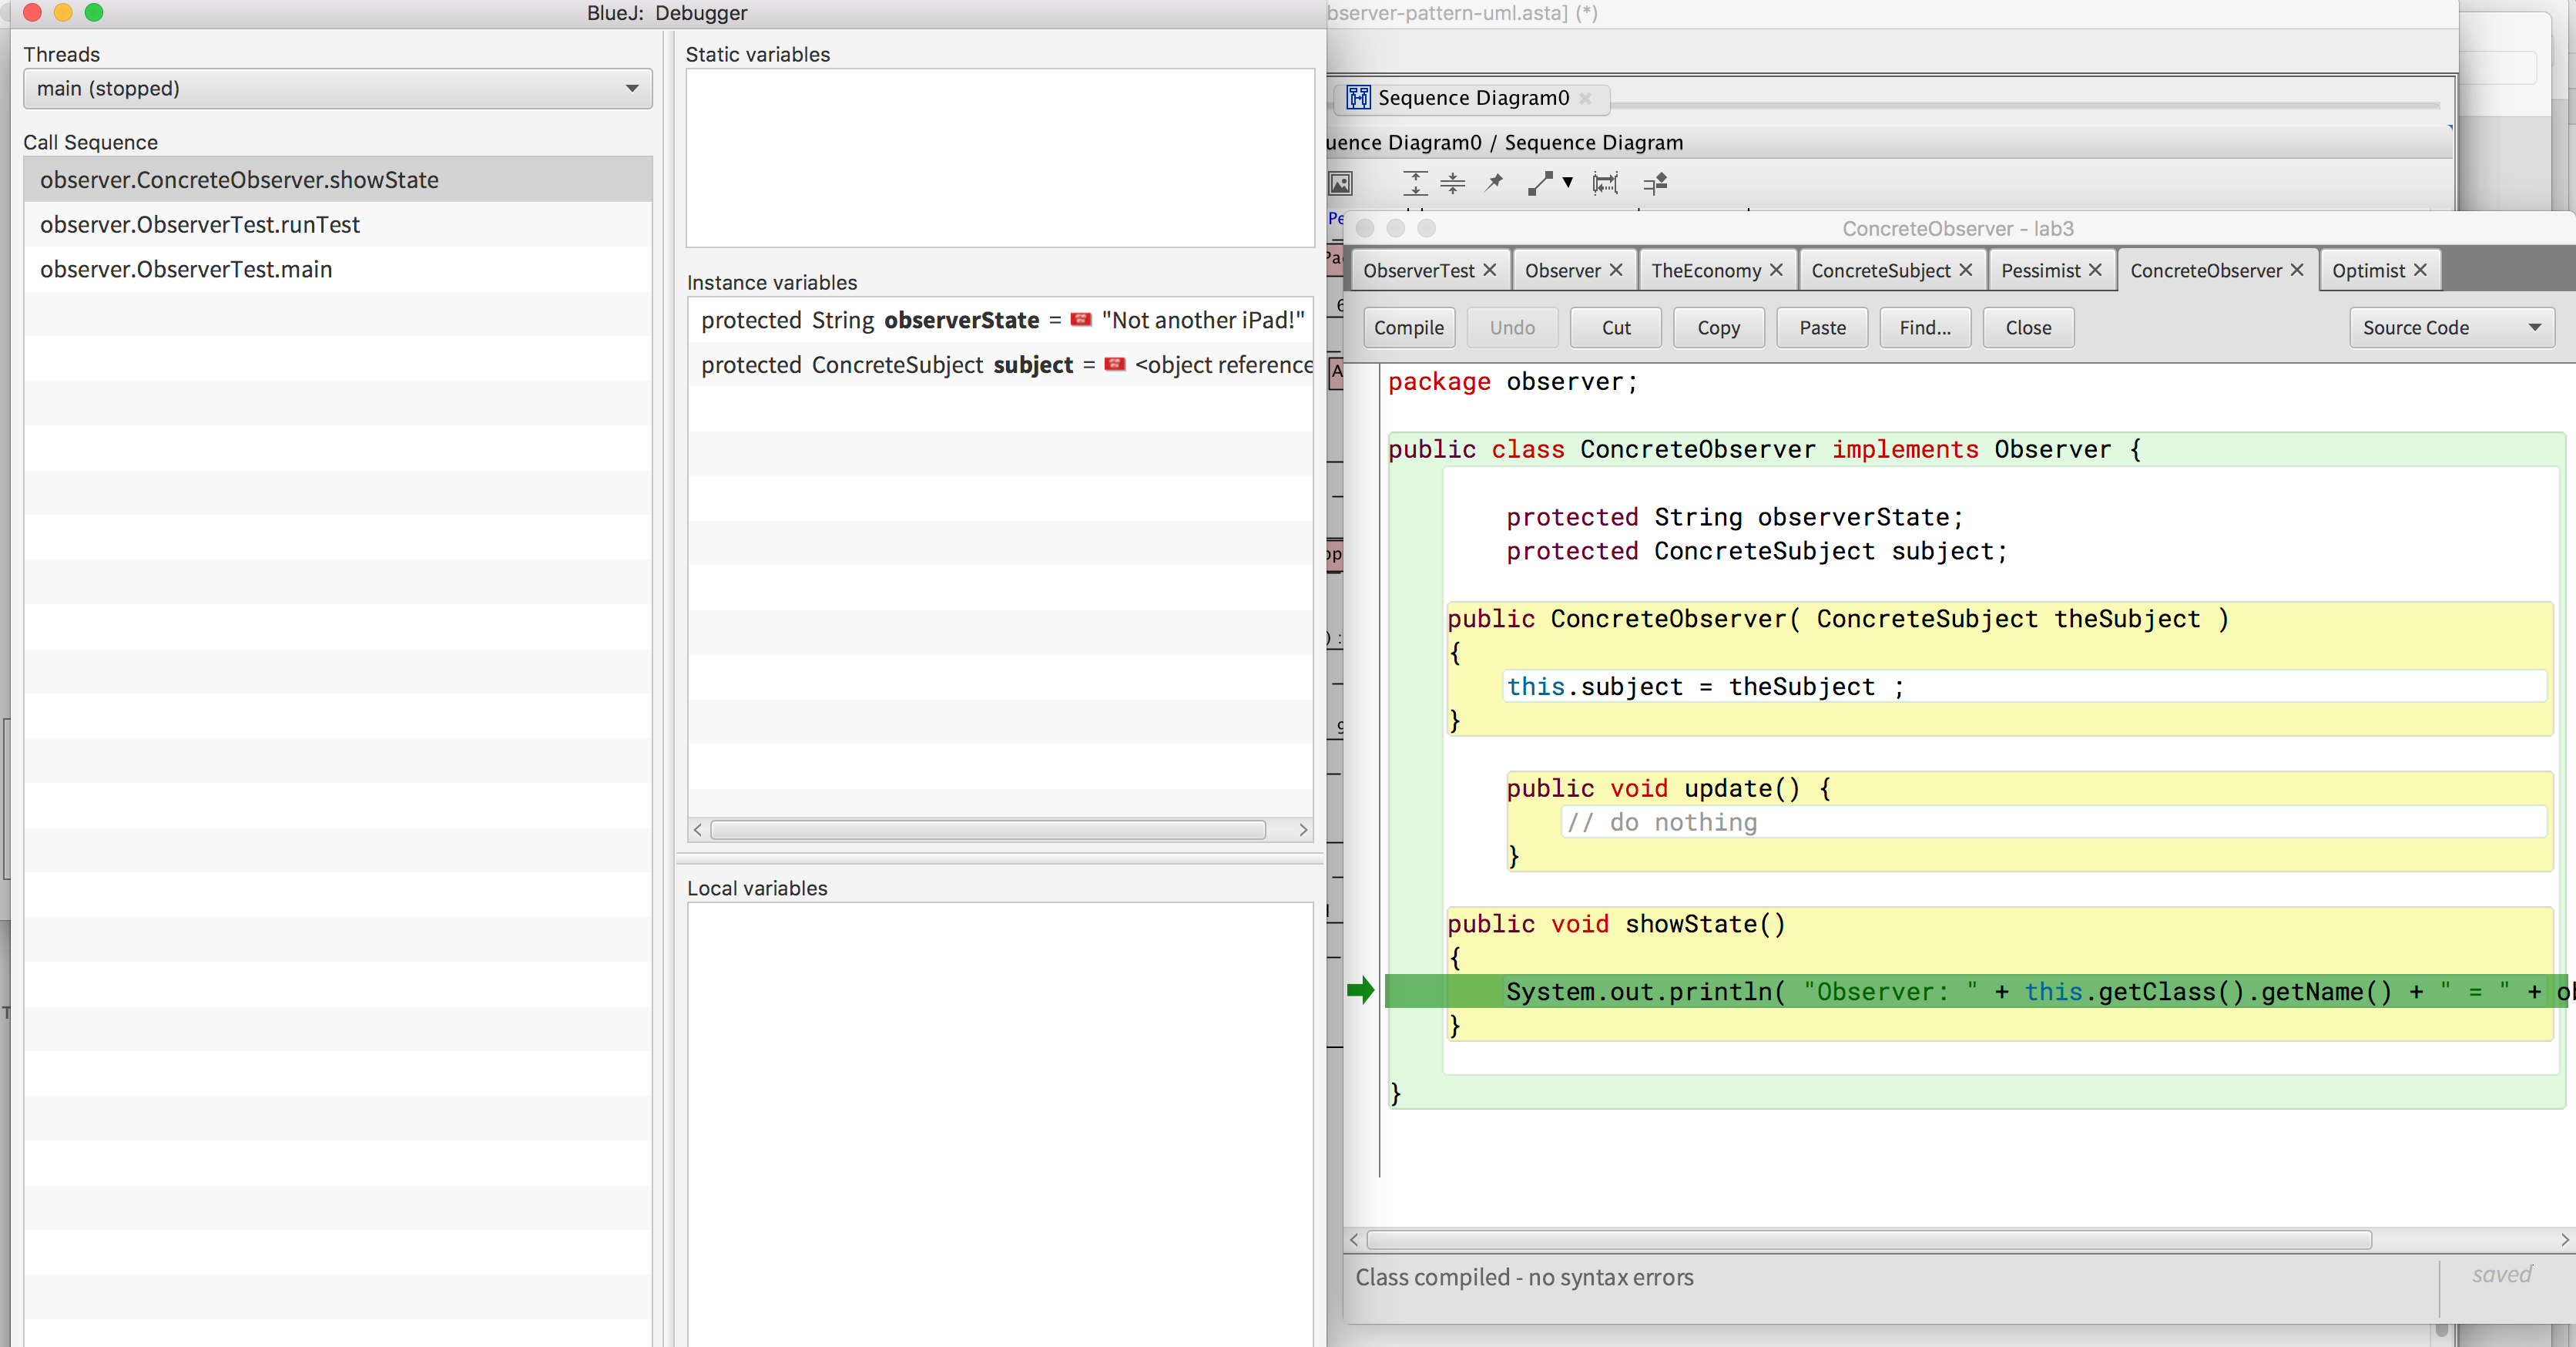 BlueJ: Debugger
Threads
main (stopped)
Call Sequence
observer.ConcreteObserver.showState
observer.ObserverTest.runTest
observer.ObserverTest.main
Static variables
Instance variables
protected String observerState = "Not another iPad!"
protected ConcreteSubject subject = <object reference
Local variables
bserver-pattern-uml.asta] (*)
Sequence Diagram0
uence Diagram0 / Sequence Diagram
Pe
ConcreteObserver - lab3
ObserverTest Observer TheEconomy ConcreteSubject Pessimist ConcreteObserver Optimist
Compile Undo Cut Copy Paste Find... Close Source Code
package observer;
public class ConcreteObserver implements Observer {
protected String observerState;
protected ConcreteSubject subject;
public ConcreteObserver( ConcreteSubject theSubject )
{
this.subject = theSubject ;
}
public void update() {
// do nothing
}
public void showState()
{
System.out.println( "Observer: " + this.getClass().getName() + " = " + ob
}
}
Class compiled - no syntax errors
saved